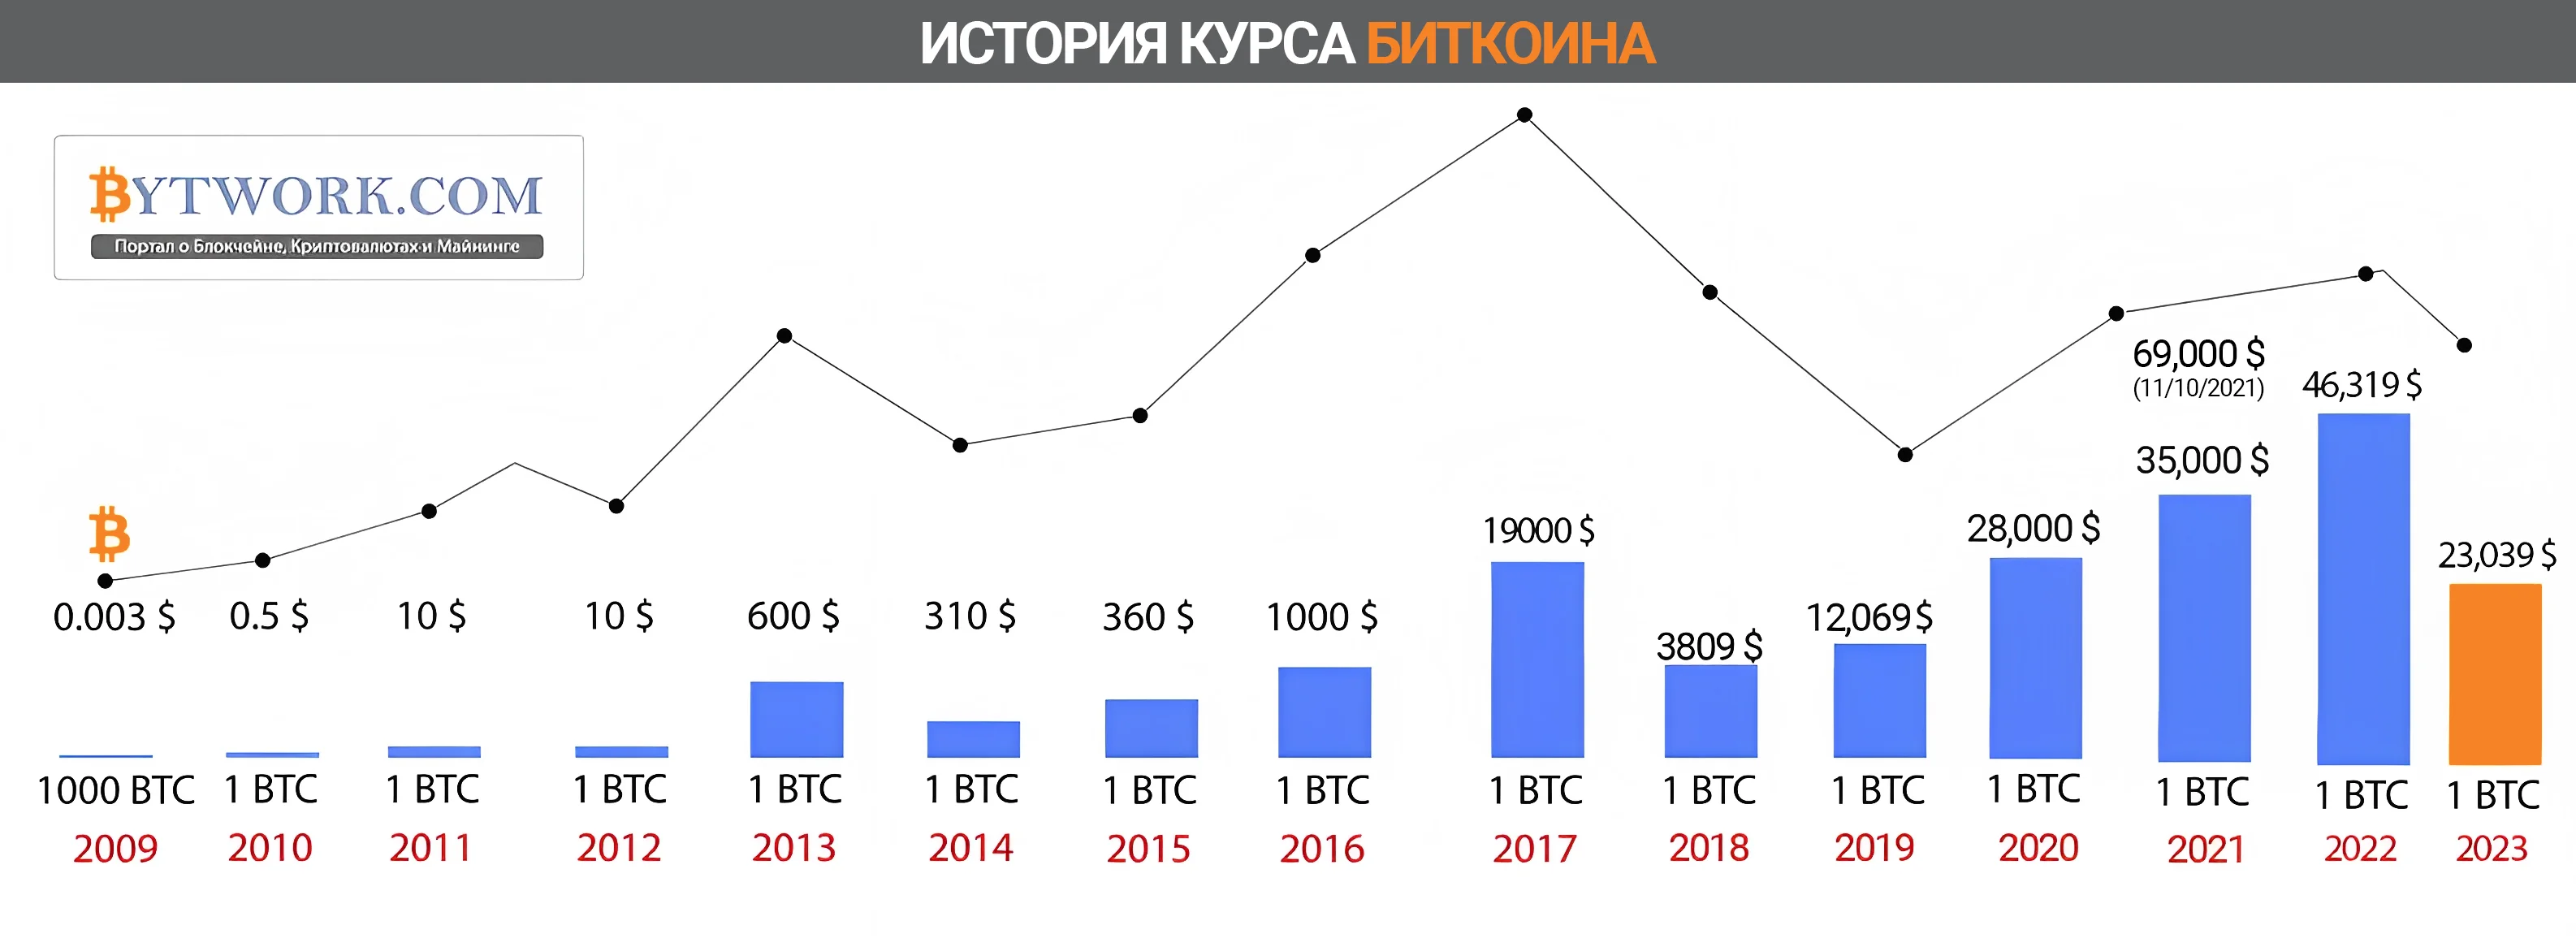 ИСТОРИЯ КУРСА БИТКОИНА
BYTWORK.COM
Портал о Блокчейне, Криптовалютах и Майнинге
69,000 $
(11/10/2021)
46,319 $
35,000 $
19000 $
28,000 $
23,039 $
0.003 $ 0.5 $ 10 $ 10 $ 600 $ 310 $ 360 $ 1000 $ 3809 $ 12,069 $
1000 BTC 1 BTC 1 BTC 1 BTC 1 BTC 1 BTC 1 BTC 1 BTC 1 BTC 1 BTC 1 BTC 1 BTC 1 BTC 1 BTC 1 BTC
2009 2010 2011 2012 2013 2014 2015 2016 2017 2018 2019 2020 2021 2022 2023